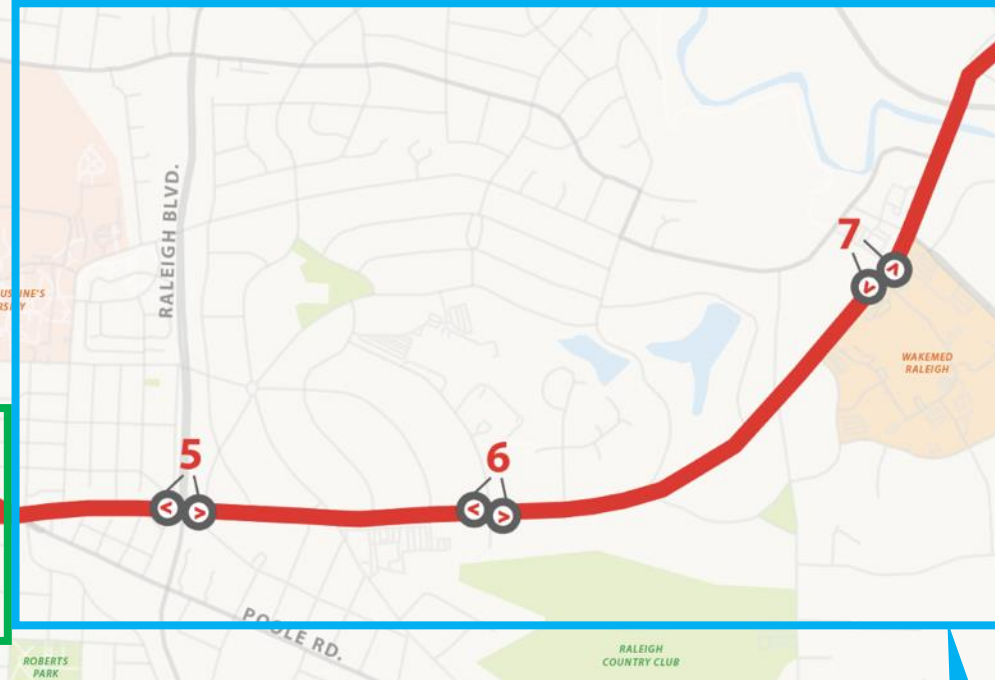 RALEIGH BLVD.
7
WAKEMED
RALEIGH
5
6
POOLE RD.
RALEIGH
COUNTRY CLUB
ROBERTS
PARK